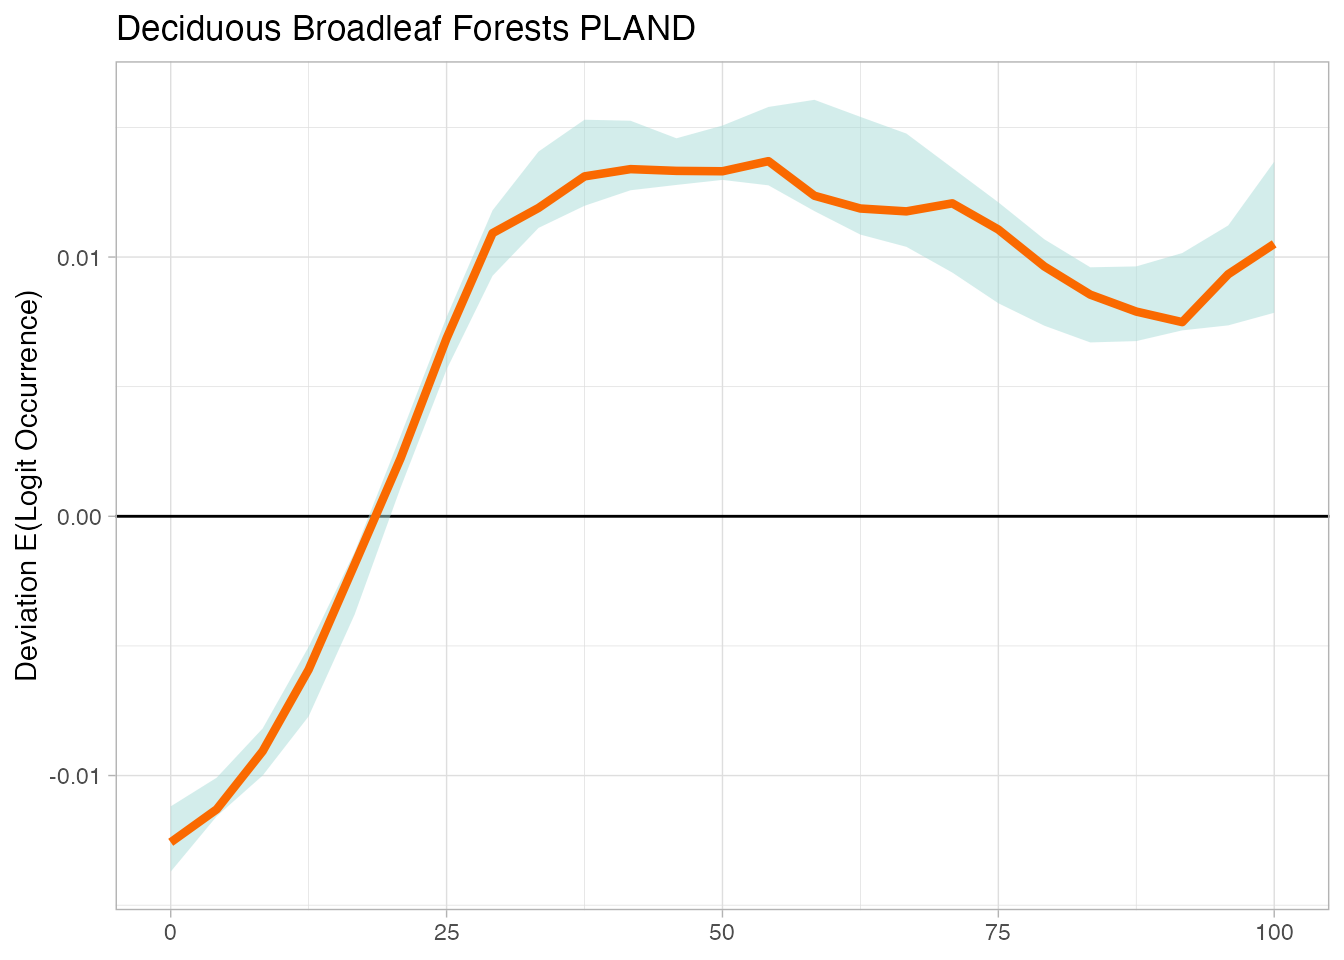 Deciduous Broadleaf Forests PLAND
Deviation E(Logit Occurrence)
0.01
0.00
-0.01
0 25 50 75 100